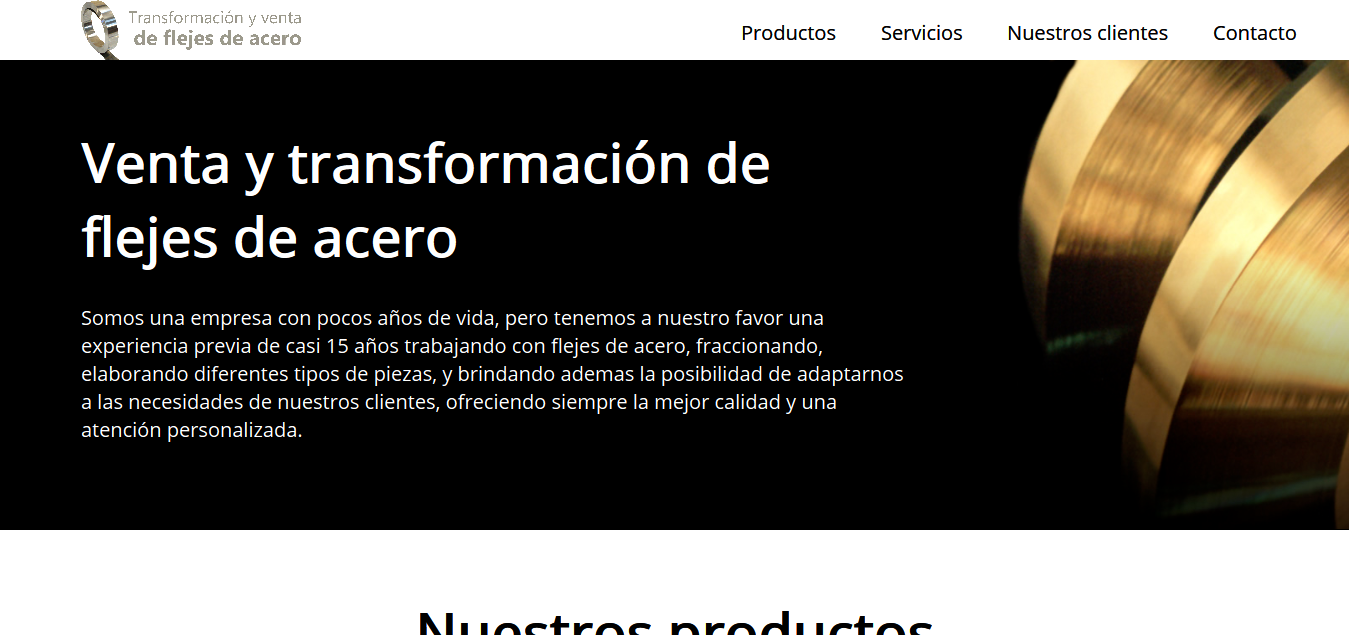 Transformación y venta
de flejes de acero
Productos Servicios Nuestros clientes Contacto
Venta y transformación de
flejes de acero
Somos una empresa con pocos años de vida, pero tenemos a nuestro favor una
experiencia previa de casi 15 años trabajando con flejes de acero, fraccionando,
elaborando diferentes tipos de piezas, y brindando ademas la posibilidad de adaptarnos
a las necesidades de nuestros clientes, ofreciendo siempre la mejor calidad y una
atención personalizada.
Nuestros productos